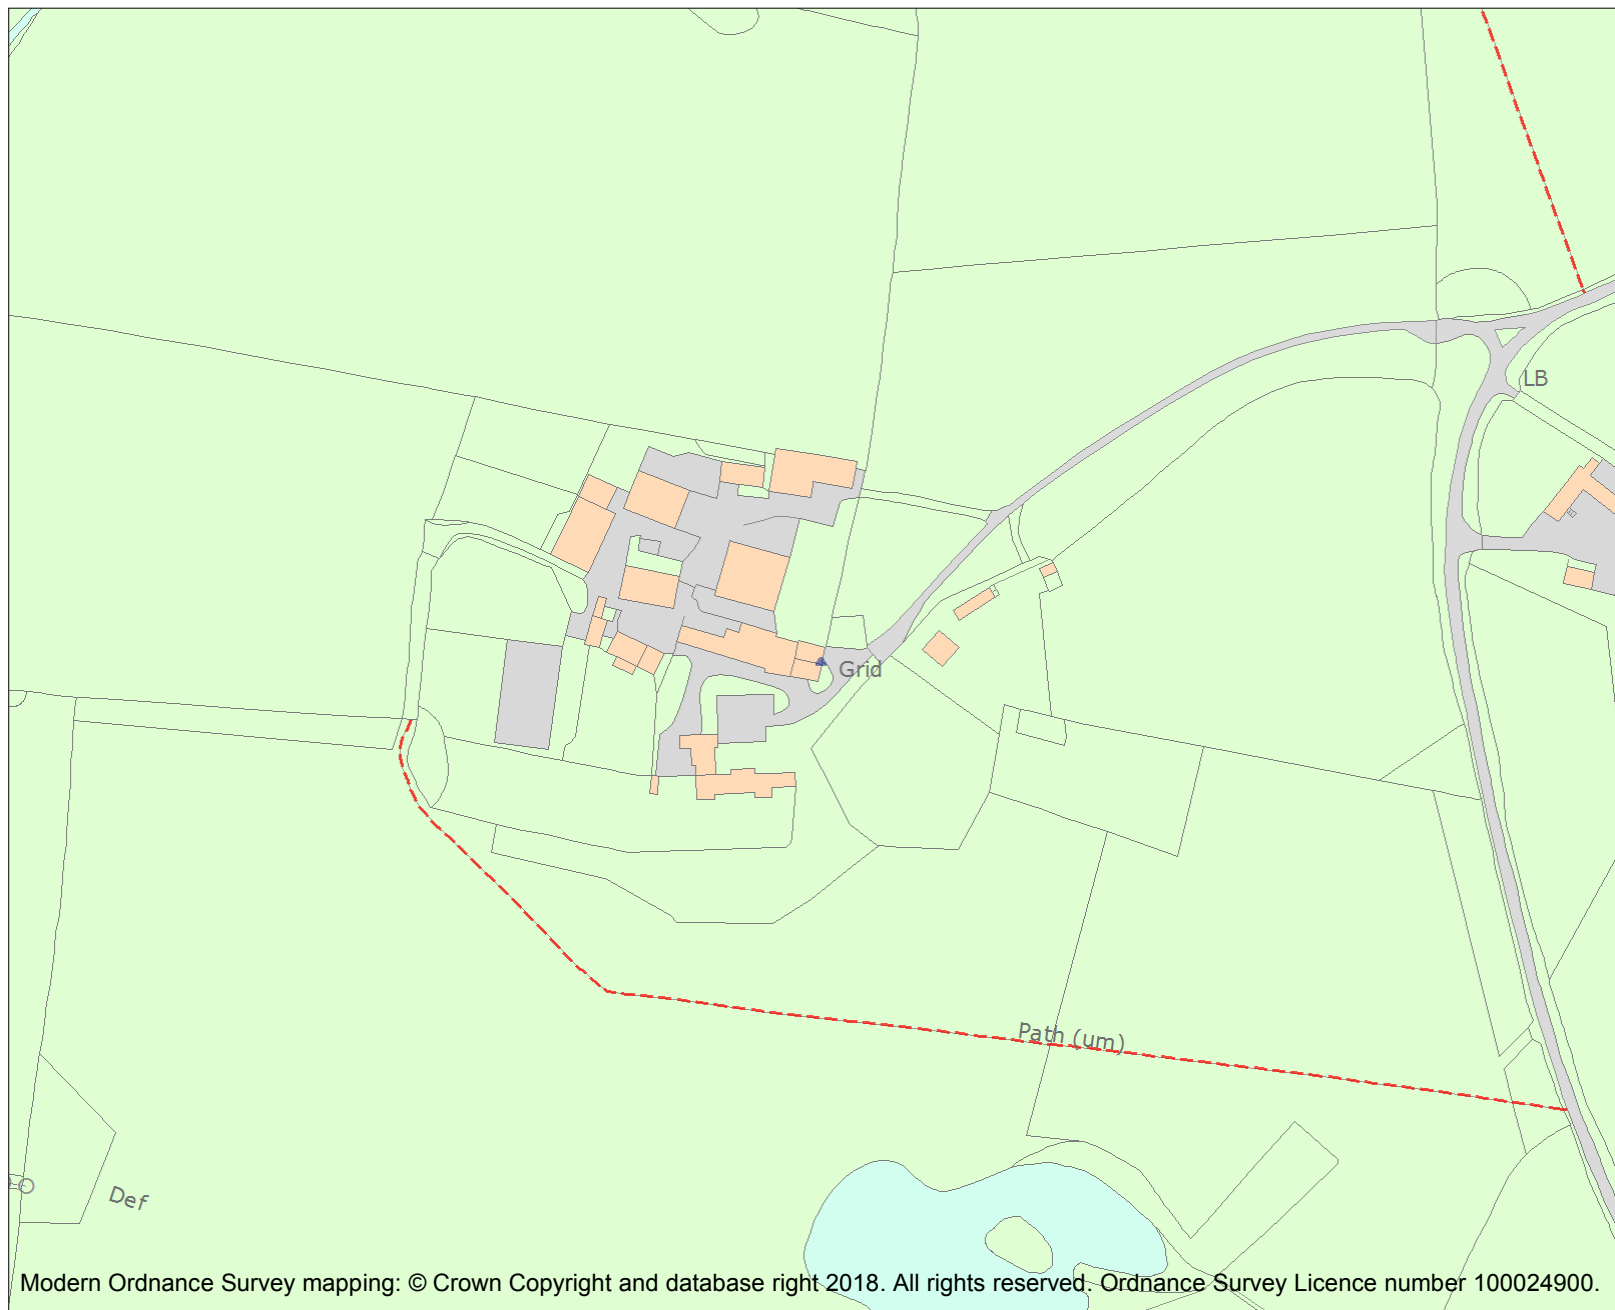 LB
Grid
Path (um)
Def
Modern Ordnance Survey mapping: © Crown Copyright and database right 2018. All rights reserved. Ordnance Survey Licence number 100024900.